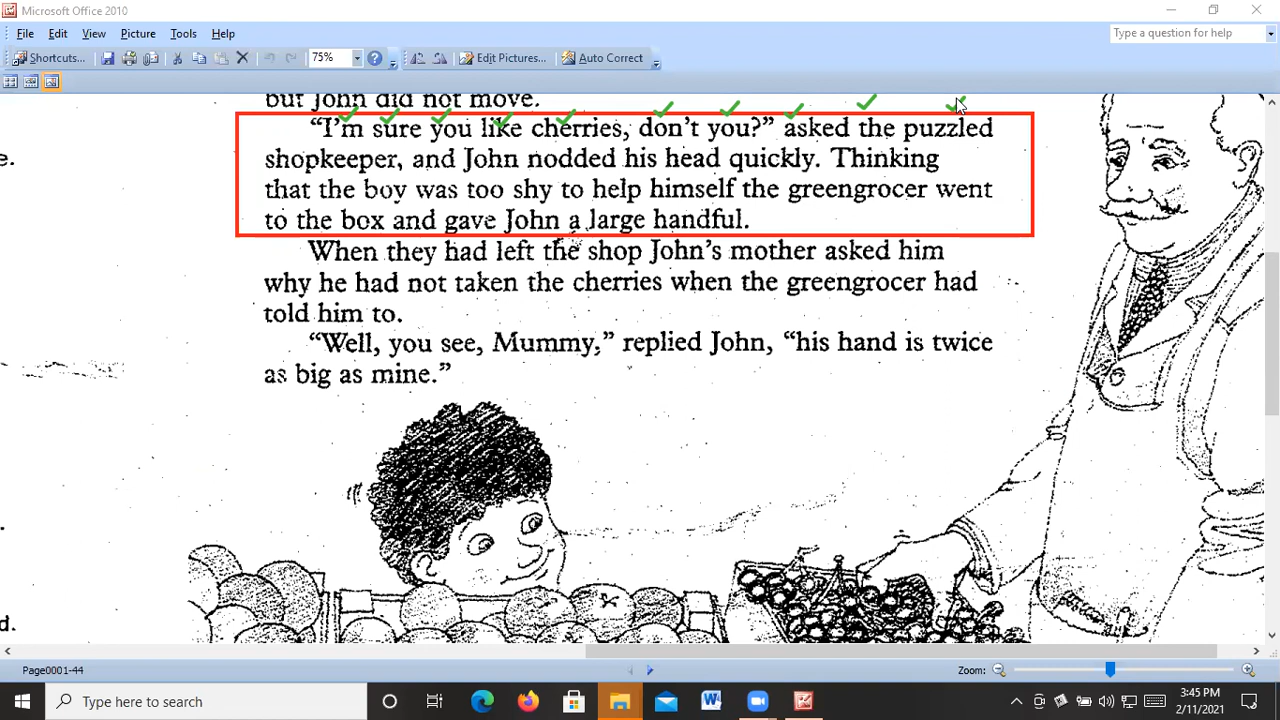 Microsoft Office 2010
File Edit View Picture Tools Help
Type a question for help
Shortcuts... 75% Edit Pictures... Auto Correct
but John did not move.
"I'm sure you like cherries, don't you?" asked the puzzled
shopkeeper, and John nodded his head quickly. Thinking
that the boy was too shy to help himself the greengrocer went
to the box and gave John a large handful.
When they had left the shop John's mother asked him
why he had not taken the cherries when the greengrocer had
told him to.
"Well, you see, Mummy," replied John, "his hand is twice
as big as mine."
e.
d.
Page0001-44
Zoom:
Type here to search
3:45 PM
2/11/2021